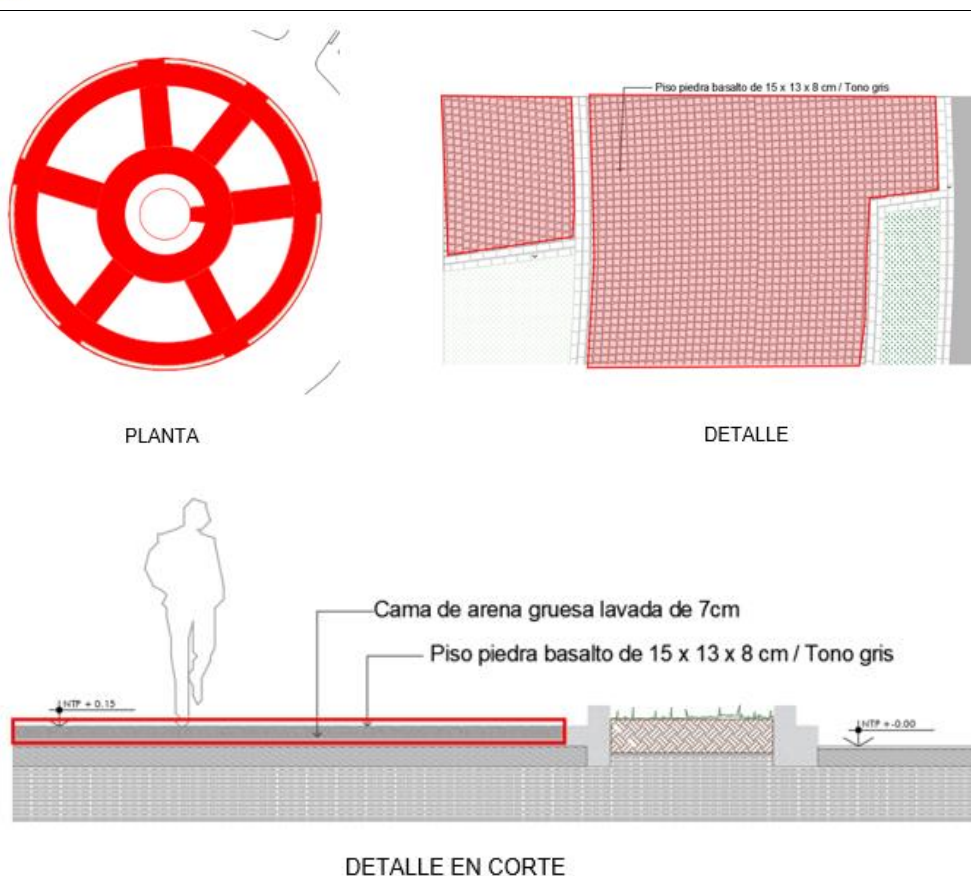 Piso piedra basalto de 15 x 13 x 8 cm / Tono gris
PLANTA
DETALLE
Cama de arena gruesa lavada de 7cm
Piso piedra basalto de 15 x 13 x 8 cm / Tono gris
NTP + 0.15
NTP +-0.00
DETALLE EN CORTE